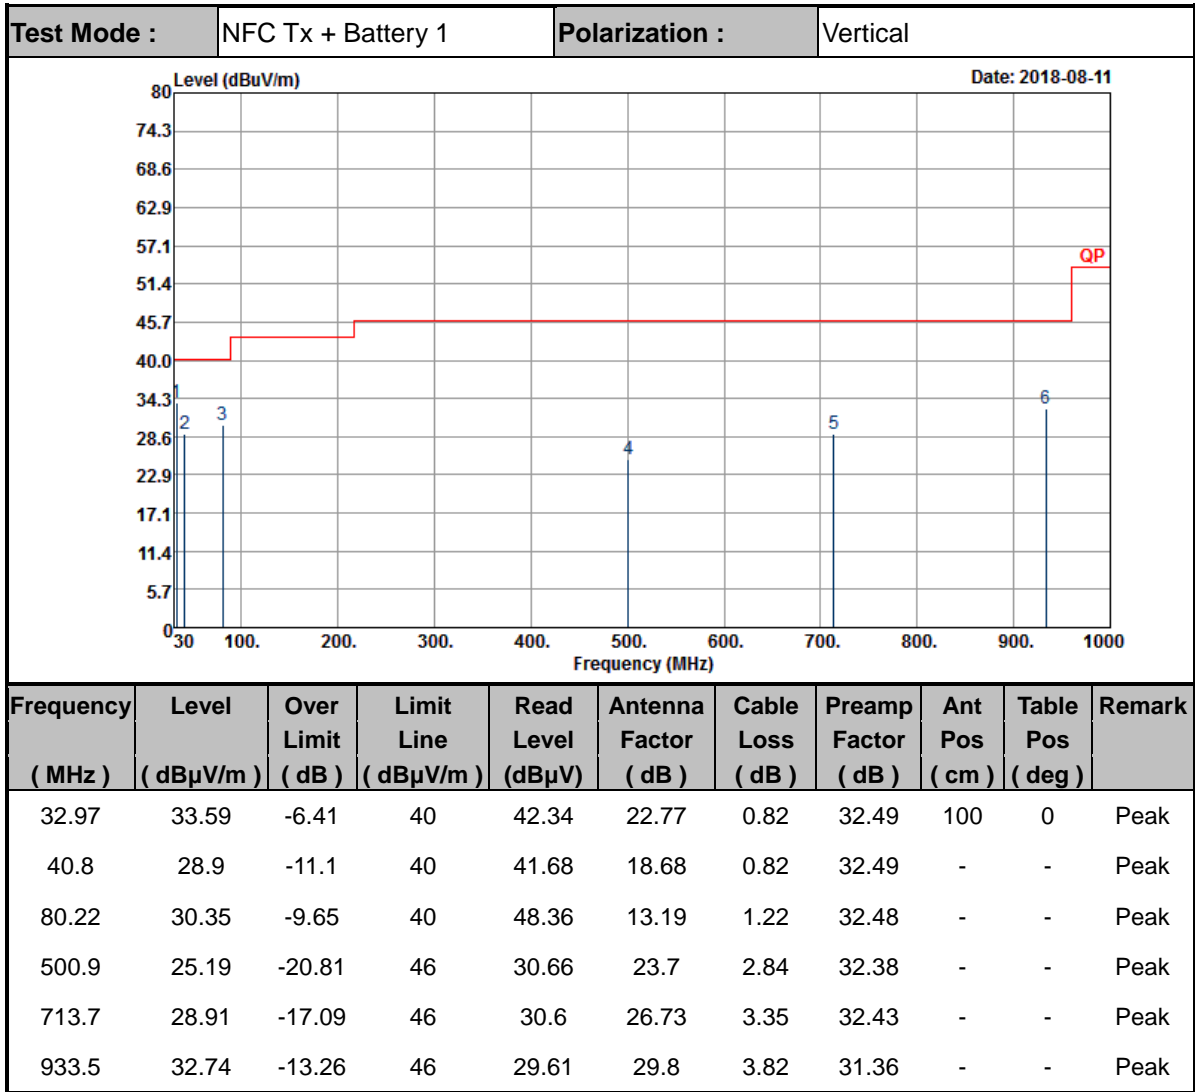 Test Mode : NFC Tx + Battery 1 Polarization : Vertical
Level (dBuV/m) Date: 2018-08-11
80
74.3
68.6
62.9
57.1
QP
51.4
45.7
40.0
1
34.3
6
2 3
5
28.6
4
22.9
17.1
11.4
5.7
0
30 100. 200. 300. 400. 500. 600. 700. 800. 900. 1000
Frequency (MHz)
Frequency Level Over Limit Read Antenna Cable Preamp Ant Table Remark
Limit Line Level Factor Loss Factor Pos Pos
( MHz ) ( dBµV/m ) ( dB ) ( dBµV/m ) (dBµV) ( dB ) ( dB ) ( dB ) ( cm ) ( deg )
32.97 33.59 -6.41 40 42.34 22.77 0.82 32.49 100 0 Peak
40.8 28.9 -11.1 40 41.68 18.68 0.82 32.49 - - Peak
80.22 30.35 -9.65 40 48.36 13.19 1.22 32.48 - - Peak
500.9 25.19 -20.81 46 30.66 23.7 2.84 32.38 - - Peak
713.7 28.91 -17.09 46 30.6 26.73 3.35 32.43 - - Peak
933.5 32.74 -13.26 46 29.61 29.8 3.82 31.36 - - Peak